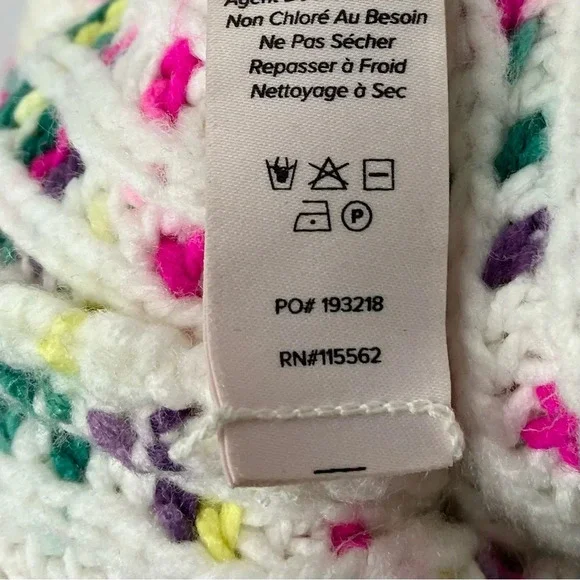 Non Chloré Au Besoin
Ne Pas Sécher
Repasser à Froid
Nettoyage à Sec
P
PO# 193218
RN#115562